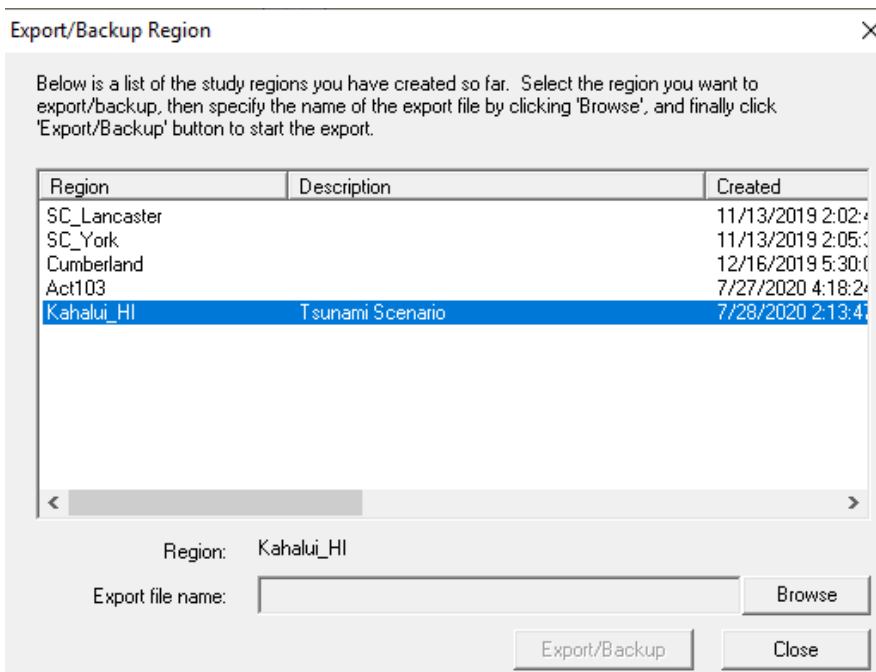 Export/Backup Region
Below is a list of the study regions you have created so far. Select the region you want to
export/backup, then specify the name of the export file by clicking 'Browse', and finally click
'Export/Backup' button to start the export.
Region Description Created
SC_Lancaster 11/13/2019 2:02:4
SC_York 11/13/2019 2:05:3
Cumberland 12/16/2019 5:30:0
Act103 7/27/2020 4:18:24
Kahalui_HI Tsunami Scenario 7/28/2020 2:13:47
Region: Kahalui_HI
Export file name: Browse
Export/Backup Close